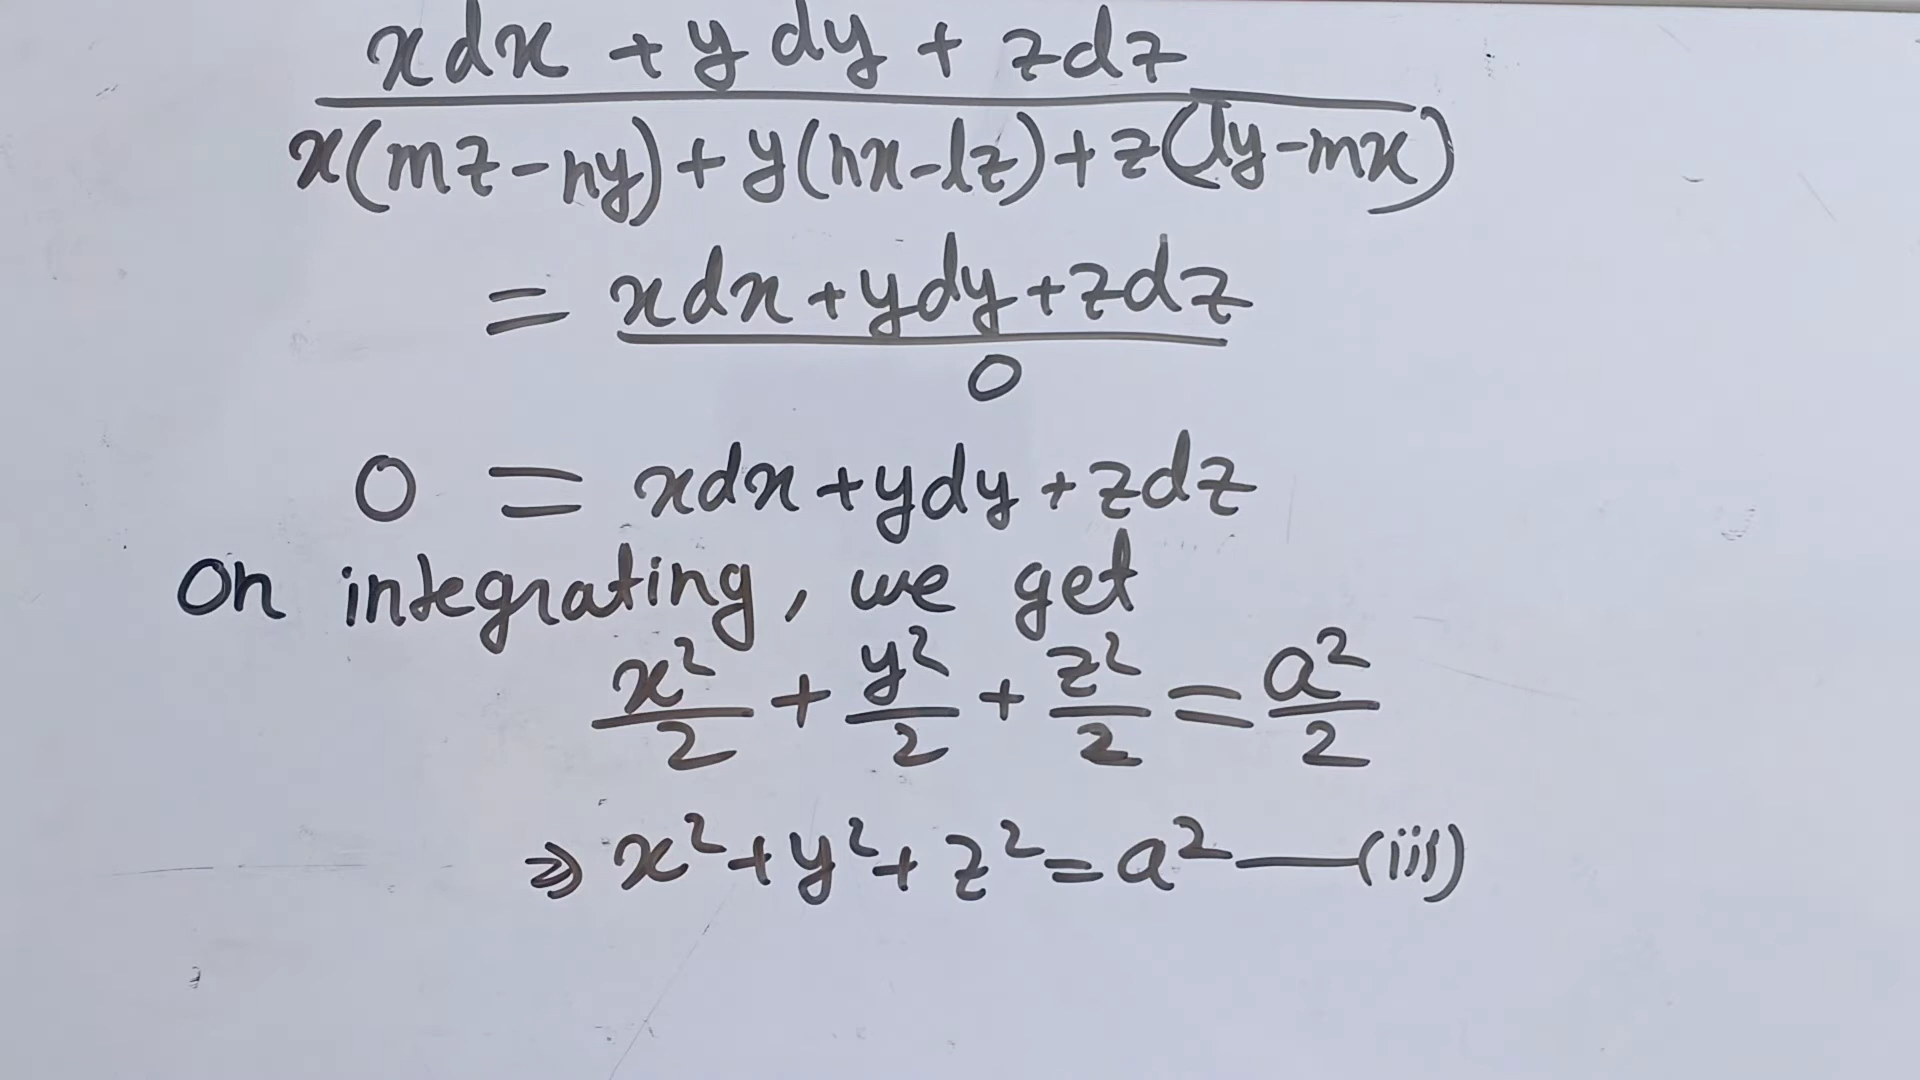 xdx + ydy + zdz
x(mz-ny) + y(nx-lz) + z(ly-mx)
= xdx + ydy + zdz
0
0 = xdx + ydy + zdz
On integrating, we get
x²/2 + y²/2 + z²/2 = a²/2
⇒ x² + y² + z² = a² —(iii)